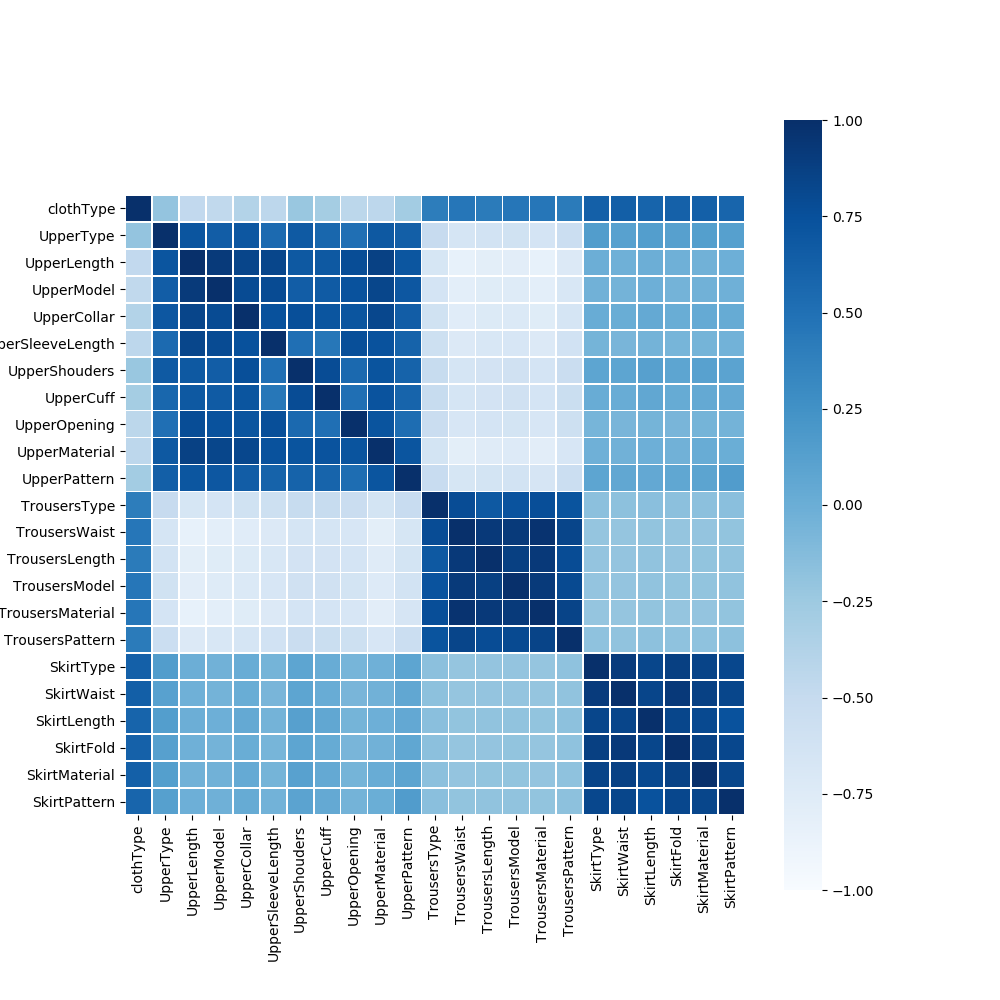 clothType
UpperType
UpperLength
UpperModel
UpperCollar
perSleeveLength
UpperShouders
UpperCuff
UpperOpening
UpperMaterial
UpperPattern
TrousersType
TrousersWaist
TrousersLength
TrousersModel
TrousersMaterial
TrousersPattern
SkirtType
SkirtWaist
SkirtLength
SkirtFold
SkirtMaterial
SkirtPattern
clothType
UpperType
UpperLength
UpperModel
UpperCollar
UpperSleeveLength
UpperShouders
UpperCuff
UpperOpening
UpperMaterial
UpperPattern
TrousersType
TrousersWaist
TrousersLength
TrousersModel
TrousersMaterial
TrousersPattern
SkirtType
SkirtWaist
SkirtLength
SkirtFold
SkirtMaterial
SkirtPattern
1.00
0.75
0.50
0.25
0.00
−0.25
−0.50
−0.75
−1.00